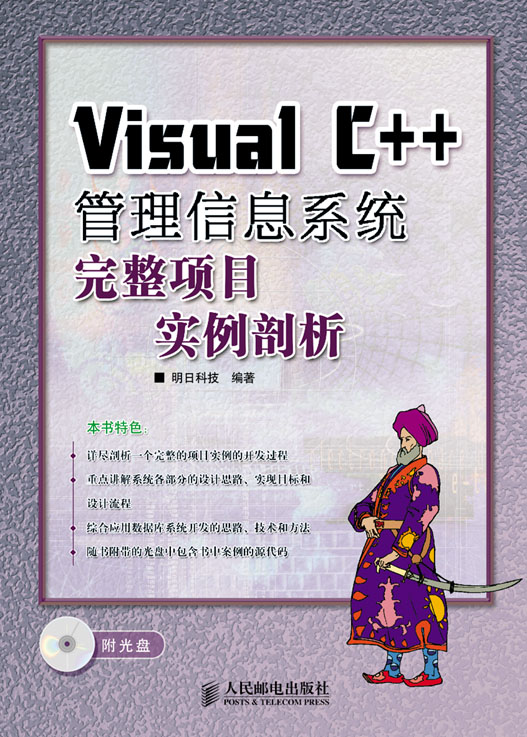 Visual C++
管理信息系统
完整项目
实例剖析
■ 明日科技 编著
本书特色：
详尽剖析一个完整的项目实例的开发过程
重点讲解系统各部分的设计思路、实现目标和
设计流程
综合应用数据库系统开发的思路、技术和方法
随书附带的光盘中包含书中案例的源代码
附光盘
人民邮电出版社
POSTS & TELECOM PRESS